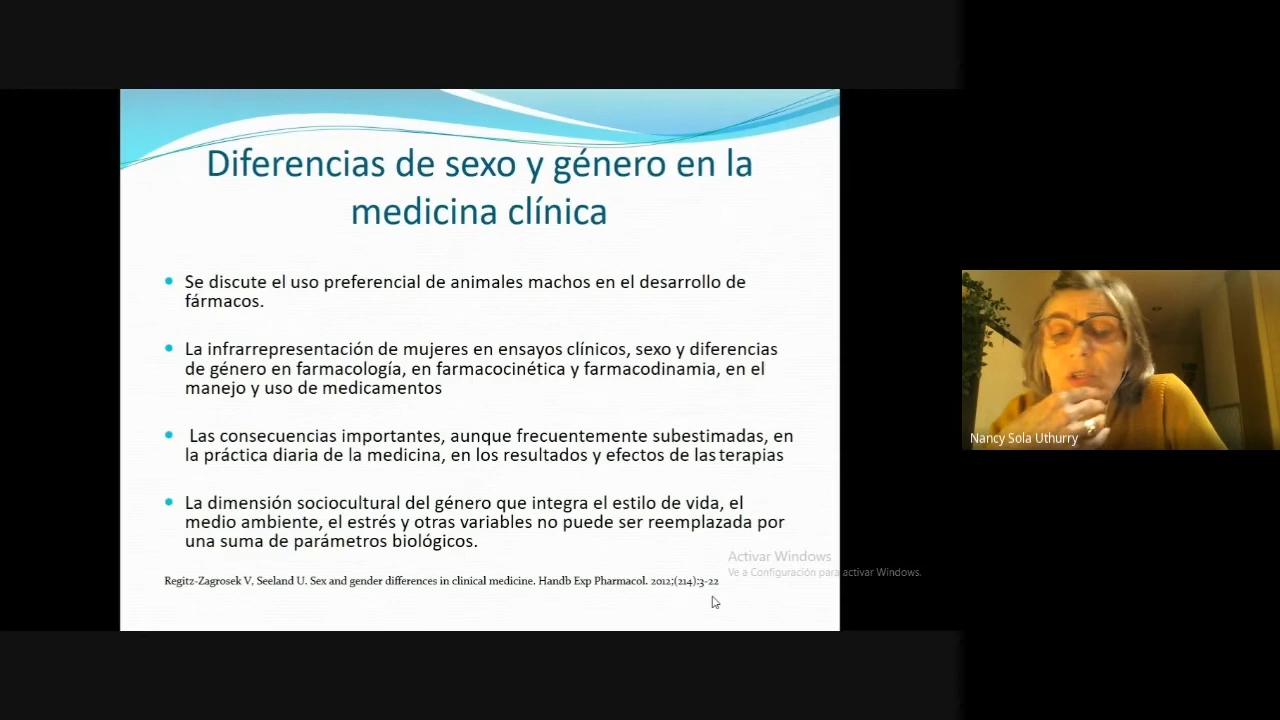 Diferencias de sexo y género en la
medicina clínica
Se discute el uso preferencial de animales machos en el desarrollo de
fármacos.
La infrarrepresentación de mujeres en ensayos clínicos, sexo y diferencias
de género en farmacología, en farmacocinética y farmacodinamia, en el
manejo y uso de medicamentos
Las consecuencias importantes, aunque frecuentemente subestimadas, en
la práctica diaria de la medicina, en los resultados y efectos de las terapias
La dimensión sociocultural del género que integra el estilo de vida, el
medio ambiente, el estrés y otras variables no puede ser reemplazada por
una suma de parámetros biológicos.
Regitz-Zagrosek V, Seeland U. Sex and gender differences in clinical medicine. Handb Exp Pharmacol. 2012;(214):3-22
Activar Windows
Ve a Configuración para activar Windows.
Nancy Sola Uthurry